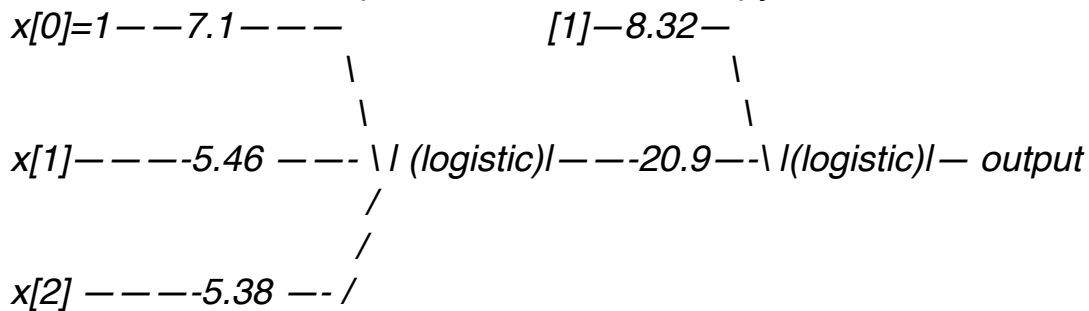 x[0]=1——7.1——— [1]—8.32—
\ \
\ \
x[1]———-5.46 ——- \ | (logistic)|——-20.9—-\ |(logistic)|— output
/
/
x[2] ———-5.38 —- /